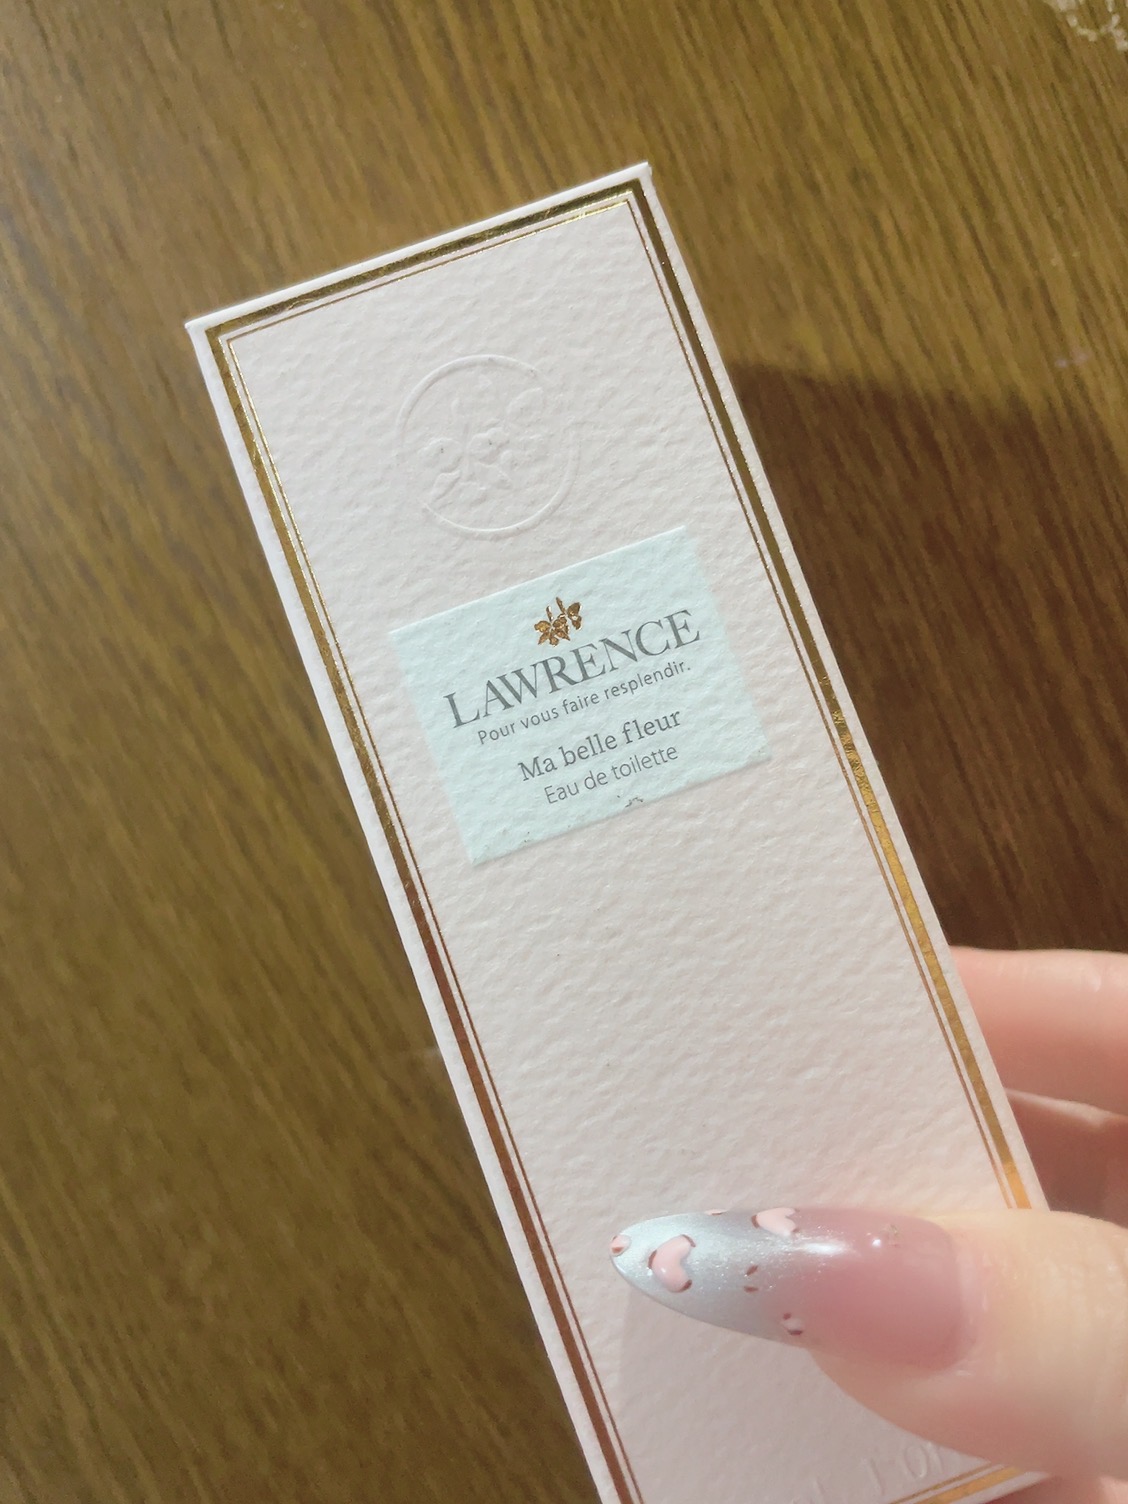 LAWRENCE
Pour vous faire resplendir.
Ma belle fleur
Eau de toilette